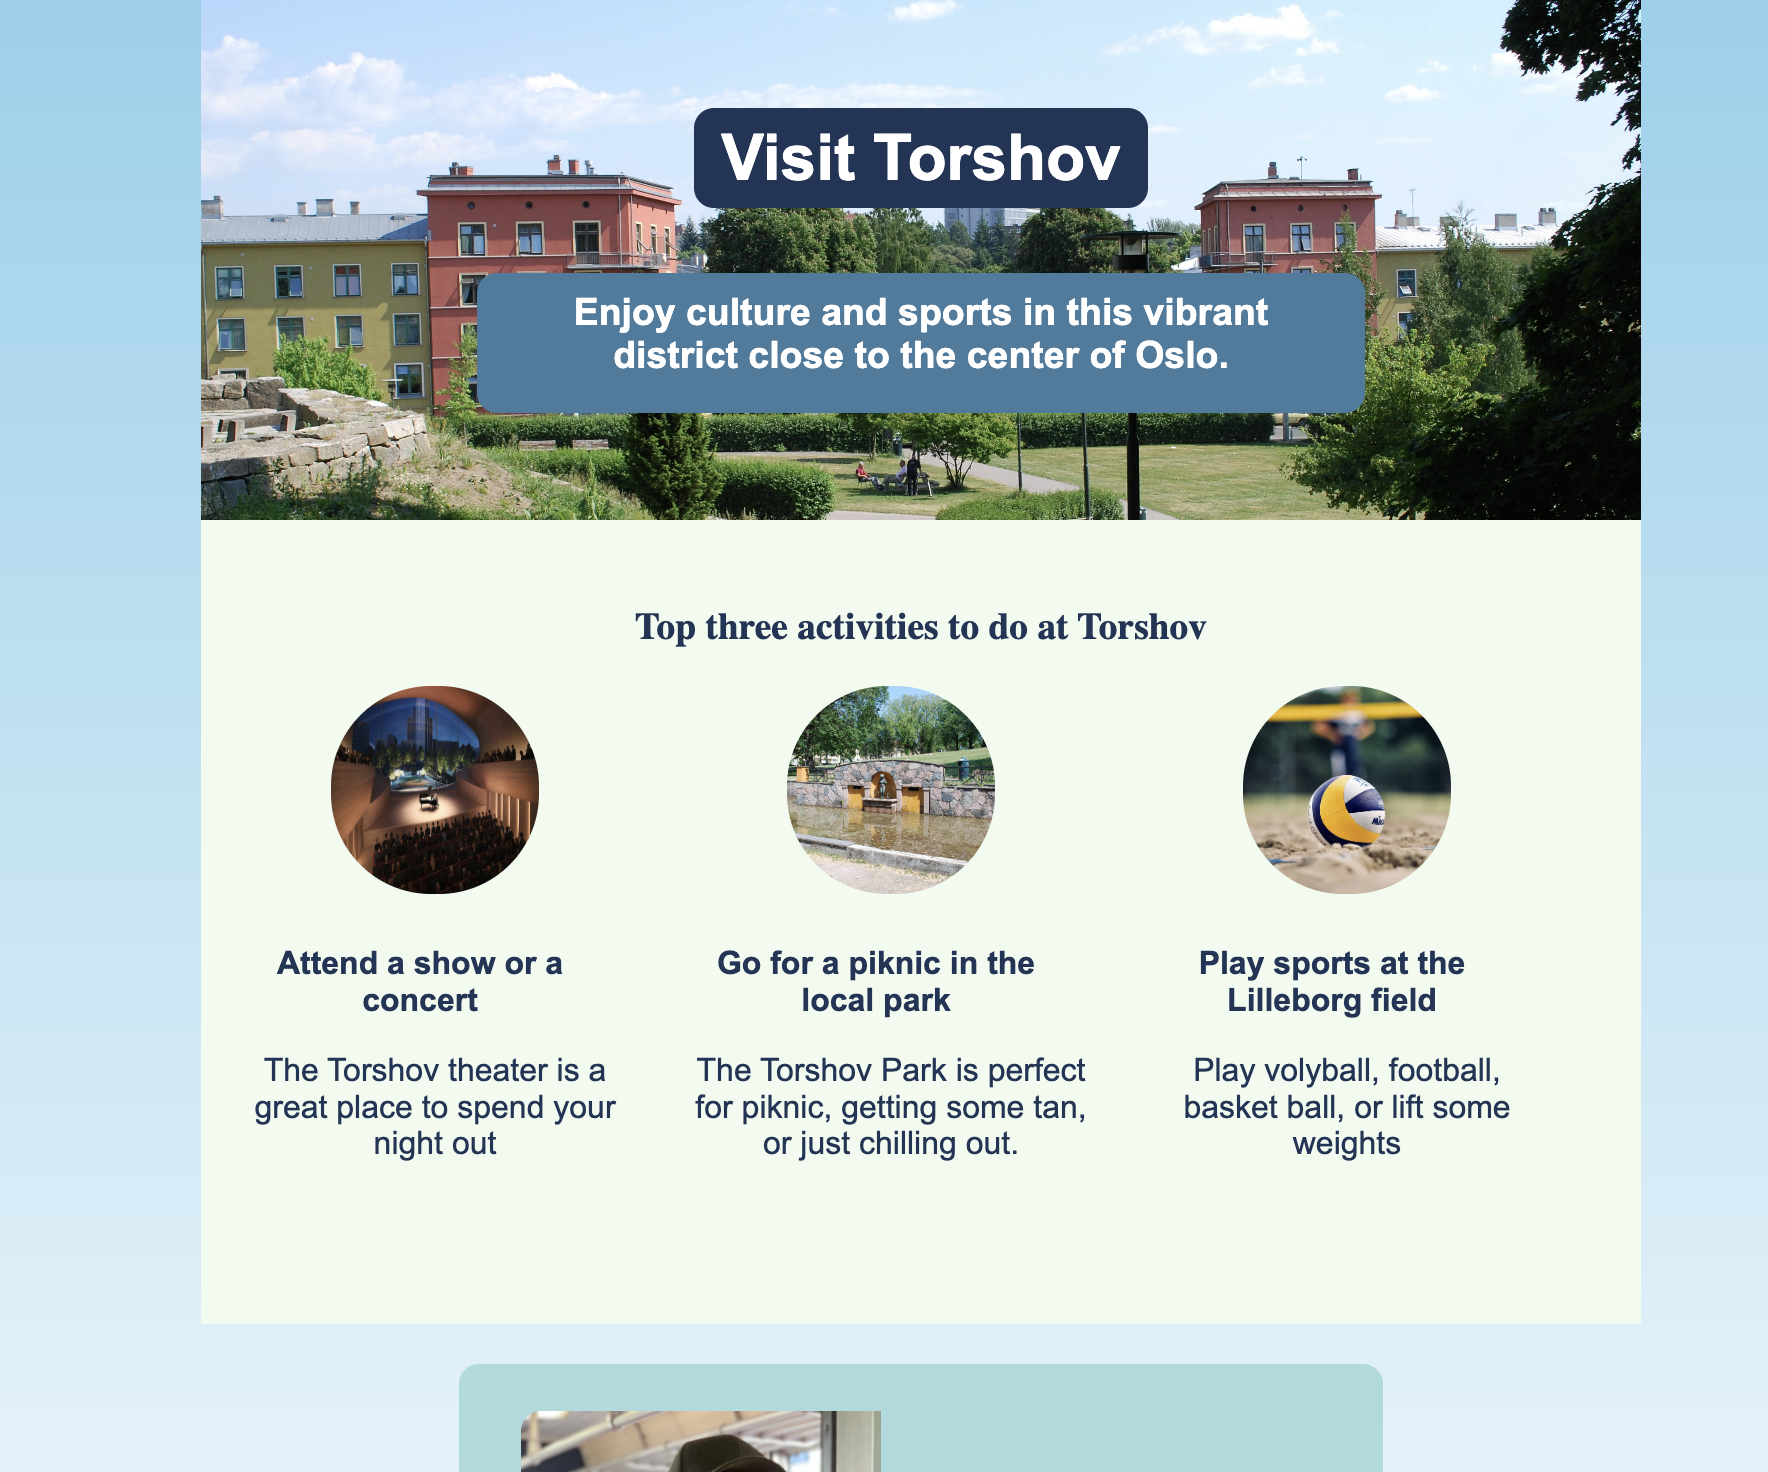 Visit Torshov
Enjoy culture and sports in this vibrant
district close to the center of Oslo.
Top three activities to do at Torshov
Attend a show or a
concert
The Torshov theater is a
great place to spend your
night out
Go for a piknic in the
local park
The Torshov Park is perfect
for piknic, getting some tan,
or just chilling out.
Play sports at the
Lilleborg field
Play volyball, football,
basket ball, or lift some
weights